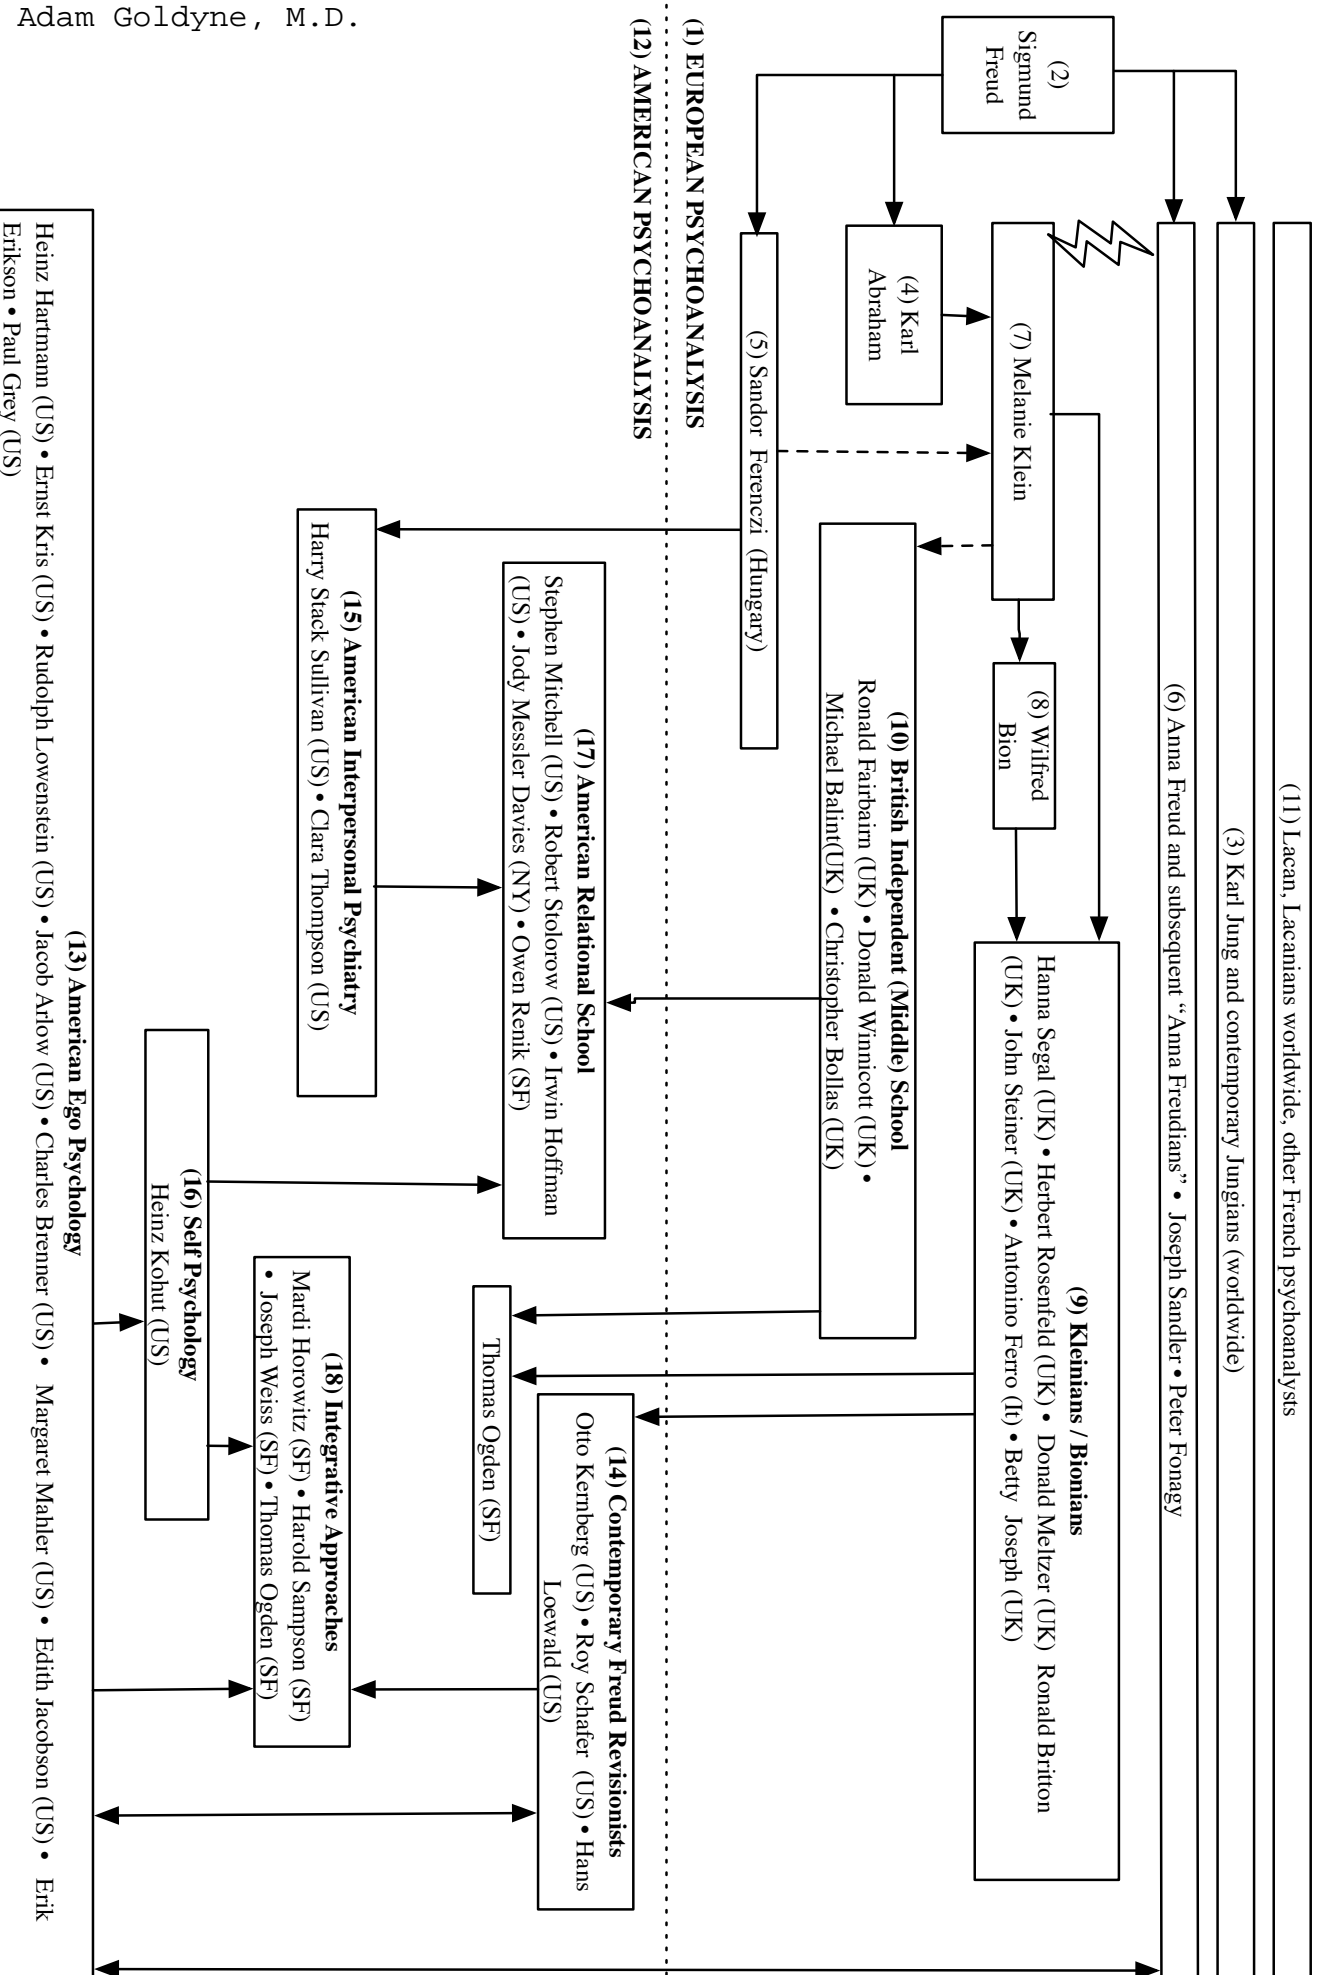 Adam Goldyne, M.D.
(11) Lacan, Lacanians worldwide, other French psychoanalysts
(3) Karl Jung and contemporary Jungians (worldwide)
(6) Anna Freud and subsequent “Anna Freudians” • Joseph Sandler • Peter Fonagy
(2)
Sigmund
Freud
(7) Melanie Klein
(8) Wilfred
Bion
(9) Kleinians / Bionians
Hanna Segal (UK) • Herbert Rosenfeld (UK) • Donald Meltzer (UK) Ronald Britton
(UK) • John Steiner (UK) • Antonino Ferro (It) • Betty Joseph (UK)
(4) Karl
Abraham
(10) British Independent (Middle) School
Ronald Fairbairn (UK) • Donald Winnicott (UK) •
Michael Balint(UK) • Christopher Bollas (UK)
(5) Sandor Ferenczi (Hungary)
(1) EUROPEAN PSYCHOANALYSIS
(12) AMERICAN PSYCHOANALYSIS
(14) Contemporary Freud Revisionists
Otto Kernberg (US) • Roy Schafer (US) • Hans
Loewald (US)
(17) American Relational School
Stephen Mitchell (US) • Robert Stolorow (US) • Irwin Hoffman
(US) • Jody Messler Davies (NY) • Owen Renik (SF)
Thomas Ogden (SF)
(15) American Interpersonal Psychiatry
Harry Stack Sullivan (US) • Clara Thompson (US)
(18) Integrative Approaches
Mardi Horowitz (SF) • Harold Sampson (SF)
• Joseph Weiss (SF) • Thomas Ogden (SF)
(16) Self Psychology
Heinz Kohut (US)
(13) American Ego Psychology
Heinz Hartmann (US) • Ernst Kris (US) • Rudolph Lowenstein (US) • Jacob Arlow (US) • Charles Brenner (US) • Margaret Mahler (US) • Edith Jacobson (US) • Erik
Erikson • Paul Grey (US)